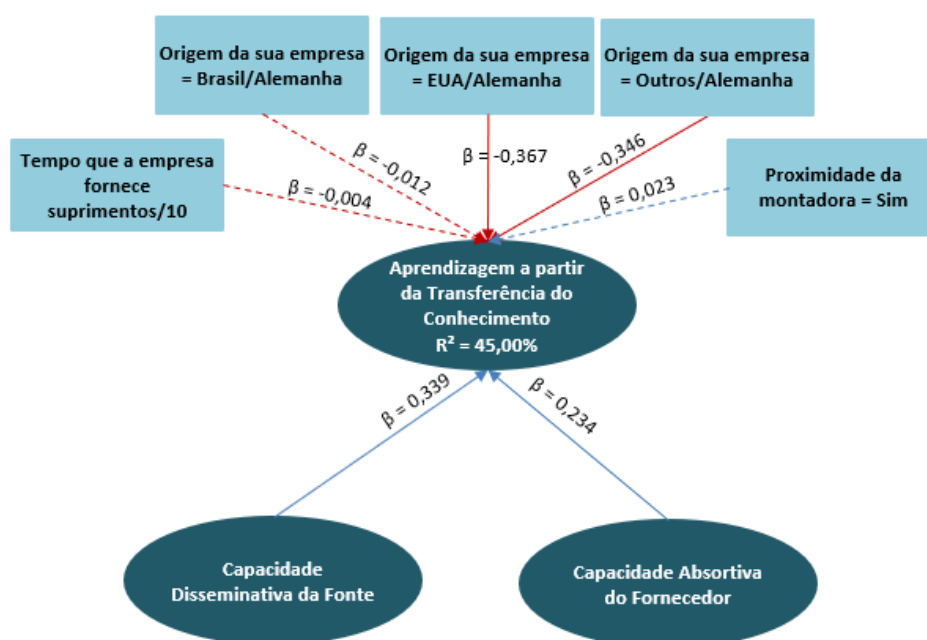 Origem da sua empresa
= Brasil/Alemanha
Origem da sua empresa
= EUA/Alemanha
Origem da sua empresa
= Outros/Alemanha
Tempo que a empresa
fornece
suprimentos/10
Proximidade da
montadora = Sim
β = -0,012
β = -0,004
β = -0,367
β = -0,346
β = 0,023
Aprendizagem a partir
da Transferência do
Conhecimento
R² = 45,00%
β = 0,339
β = 0,234
Capacidade
Disseminativa da Fonte
Capacidade Absortiva
do Fornecedor